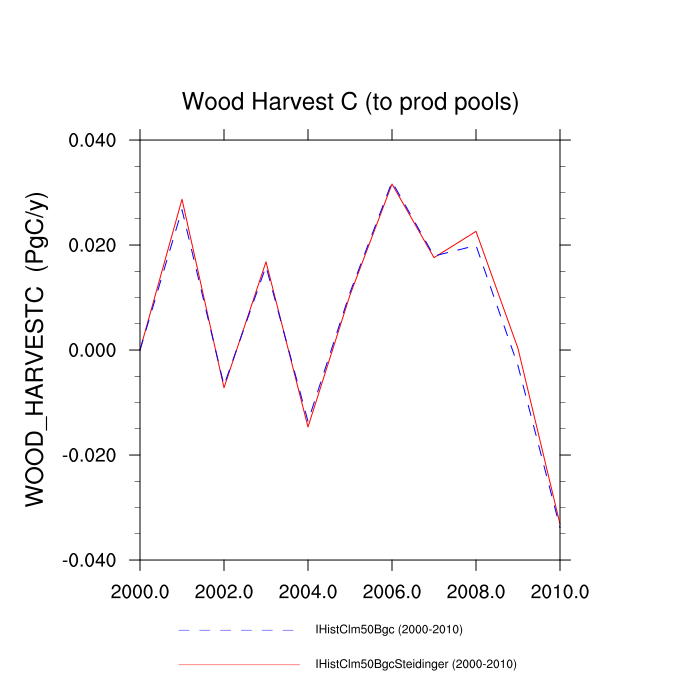 Wood Harvest C (to prod pools)
WOOD_HARVESTC (PgC/y)
0.040
0.020
0.000
-0.020
-0.040
2000.0 2002.0 2004.0 2006.0 2008.0 2010.0
IHistClm50Bgc (2000-2010)
IHistClm50BgcSteidinger (2000-2010)